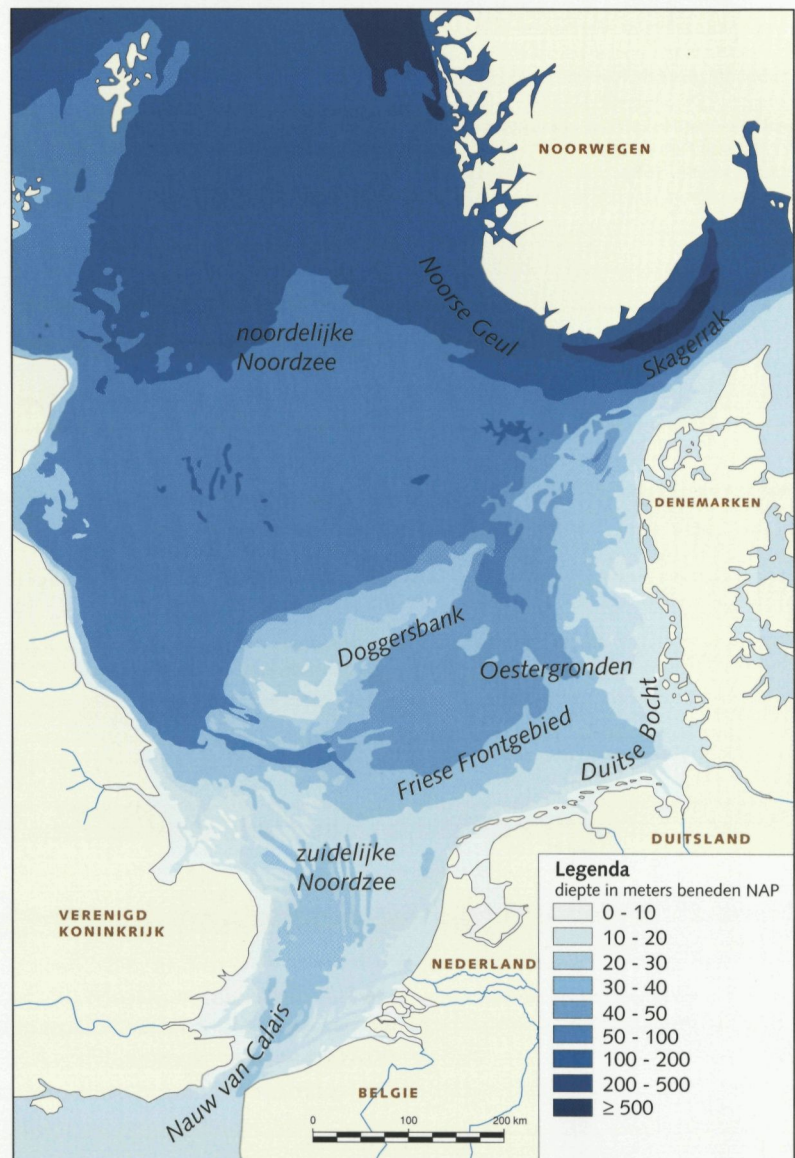 NOORWEGEN
Noorse Geul
noordelijke
Noordzee
Skagerrak
DENEMARKEN
Doggersbank
Oestergronden
Friese Frontgebied
Duitse Bocht
zuidelijke
Noordzee
DUITSLAND
VERENIGD
KONINKRIJK
NEDERLAND
Nauw van Calais
BELGIE
0 100 200 km
Legenda
diepte in meters beneden NAP
0 - 10
10 - 20
20 - 30
30 - 40
40 - 50
50 - 100
100 - 200
200 - 500
≥ 500